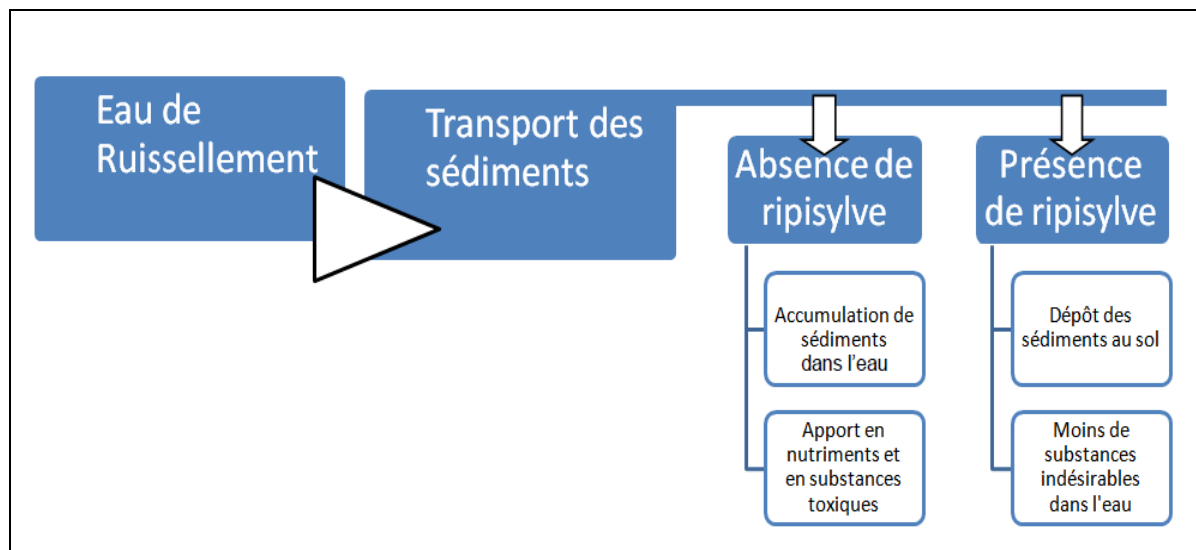 Eau de
Ruissellement
Transport des
sédiments
Absence de
ripisylve
Accumulation de
sédiments
dans l'eau
Apport en
nutriments et
en substances
toxiques
Présence
de ripisylve
Dépôt des
sédiments au sol
Moins de
substances
indésirables
dans l'eau